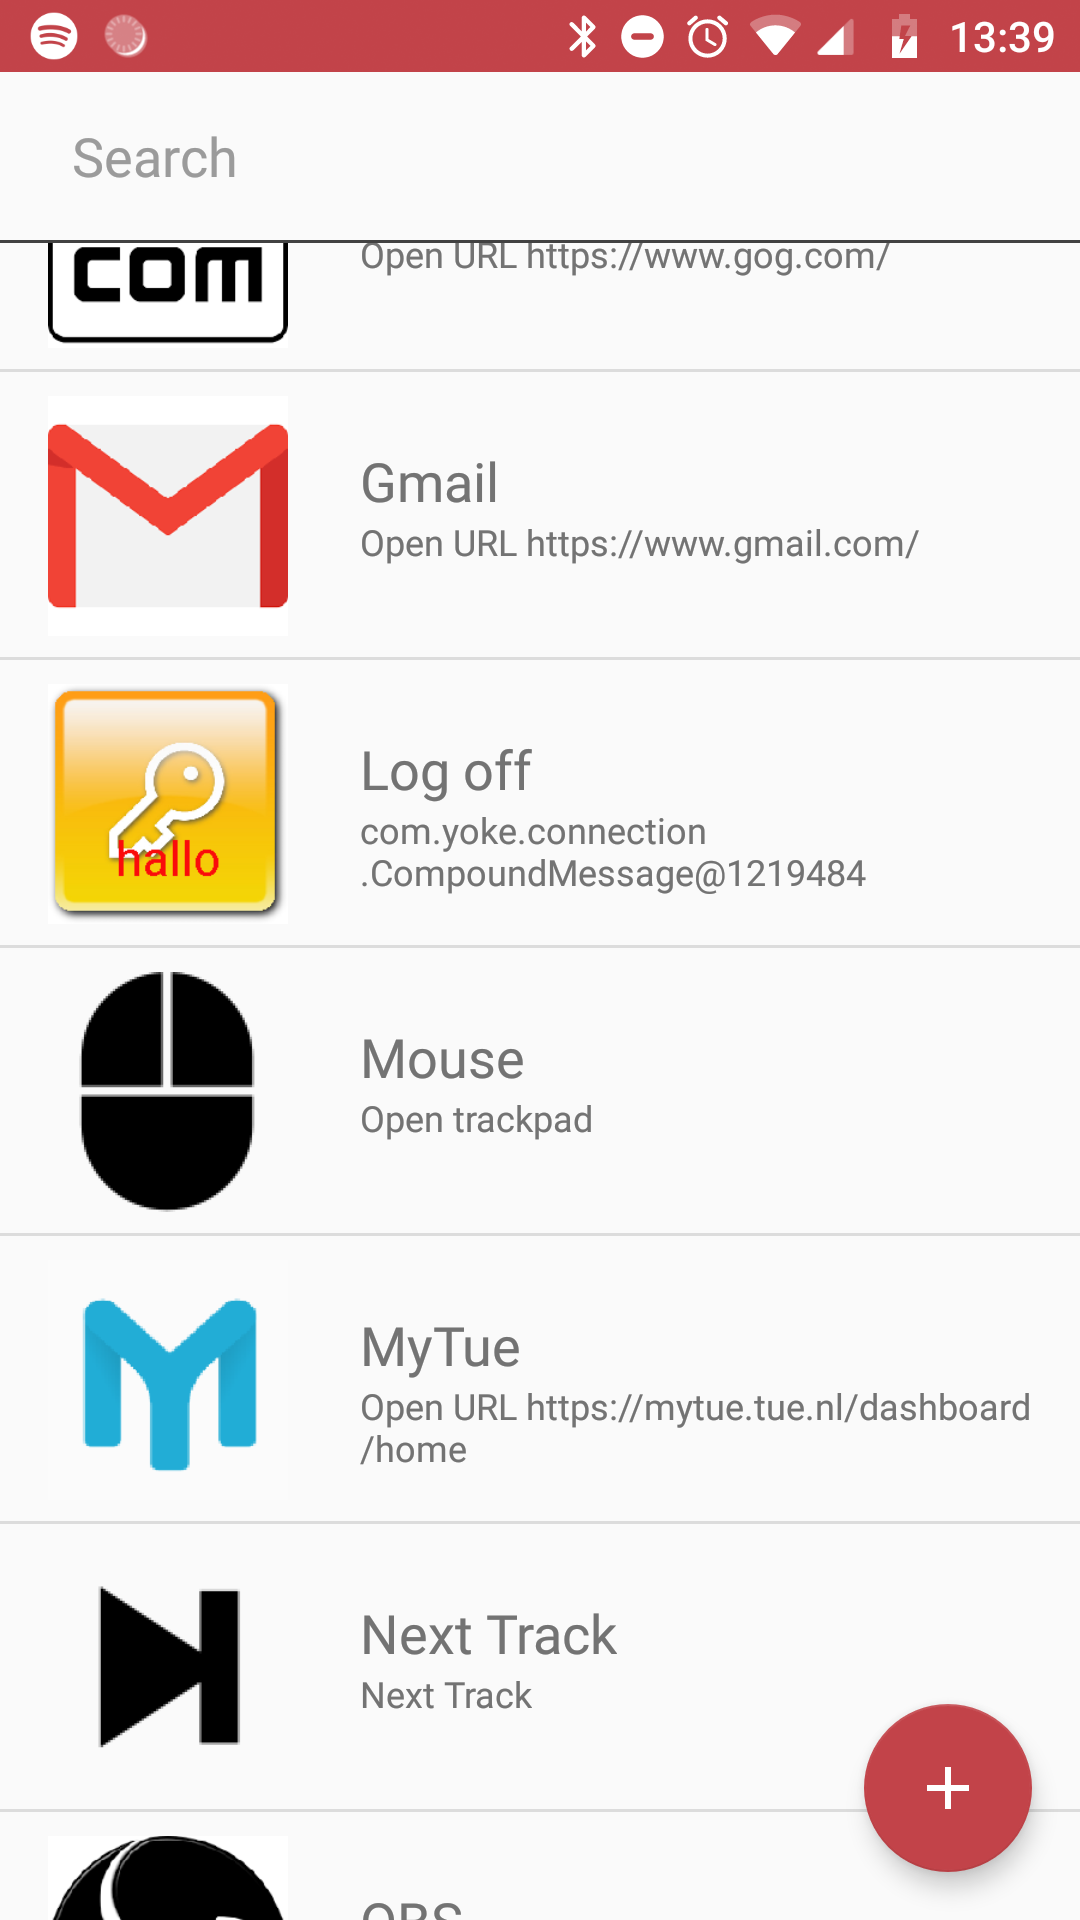 13:39
Search
COM
Open URL https://www.gog.com/
Gmail
Open URL https://www.gmail.com/
hallo
Log off
com.yoke.connection
.CompoundMessage@1219484
Mouse
Open trackpad
MyTue
Open URL https://mytue.tue.nl/dashboard
/home
Next Track
Next Track
OBS